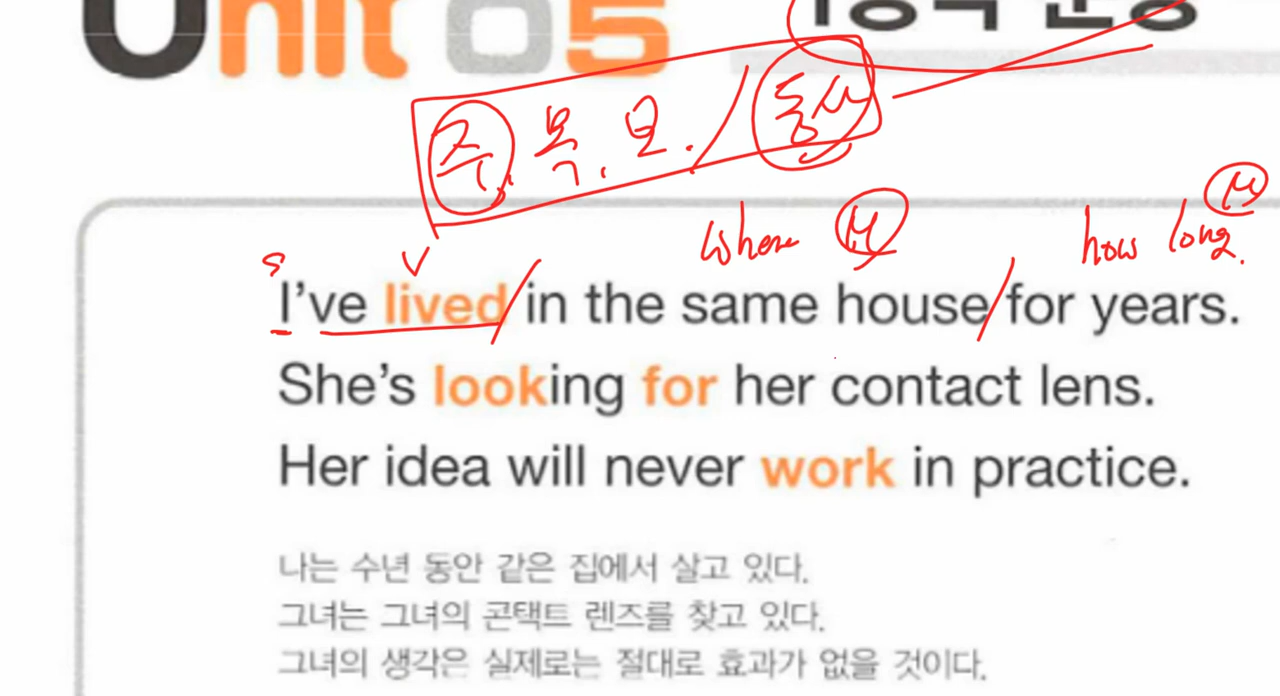 Unit 05
주, 목, 보. / 동사
where M
how long. M
s v
I've lived / in the same house / for years.
She's looking for her contact lens.
Her idea will never work in practice.
나는 수년 동안 같은 집에서 살고 있다.
그녀는 그녀의 콘택트 렌즈를 찾고 있다.
그녀의 생각은 실제로는 절대로 효과가 없을 것이다.